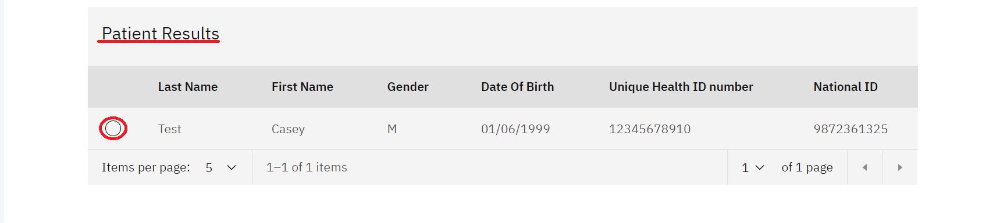 Patient Results
Last Name First Name Gender Date Of Birth Unique Health ID number National ID
Test Casey M 01/06/1999 12345678910 9872361325
Items per page: 5 1–1 of 1 items 1 of 1 page